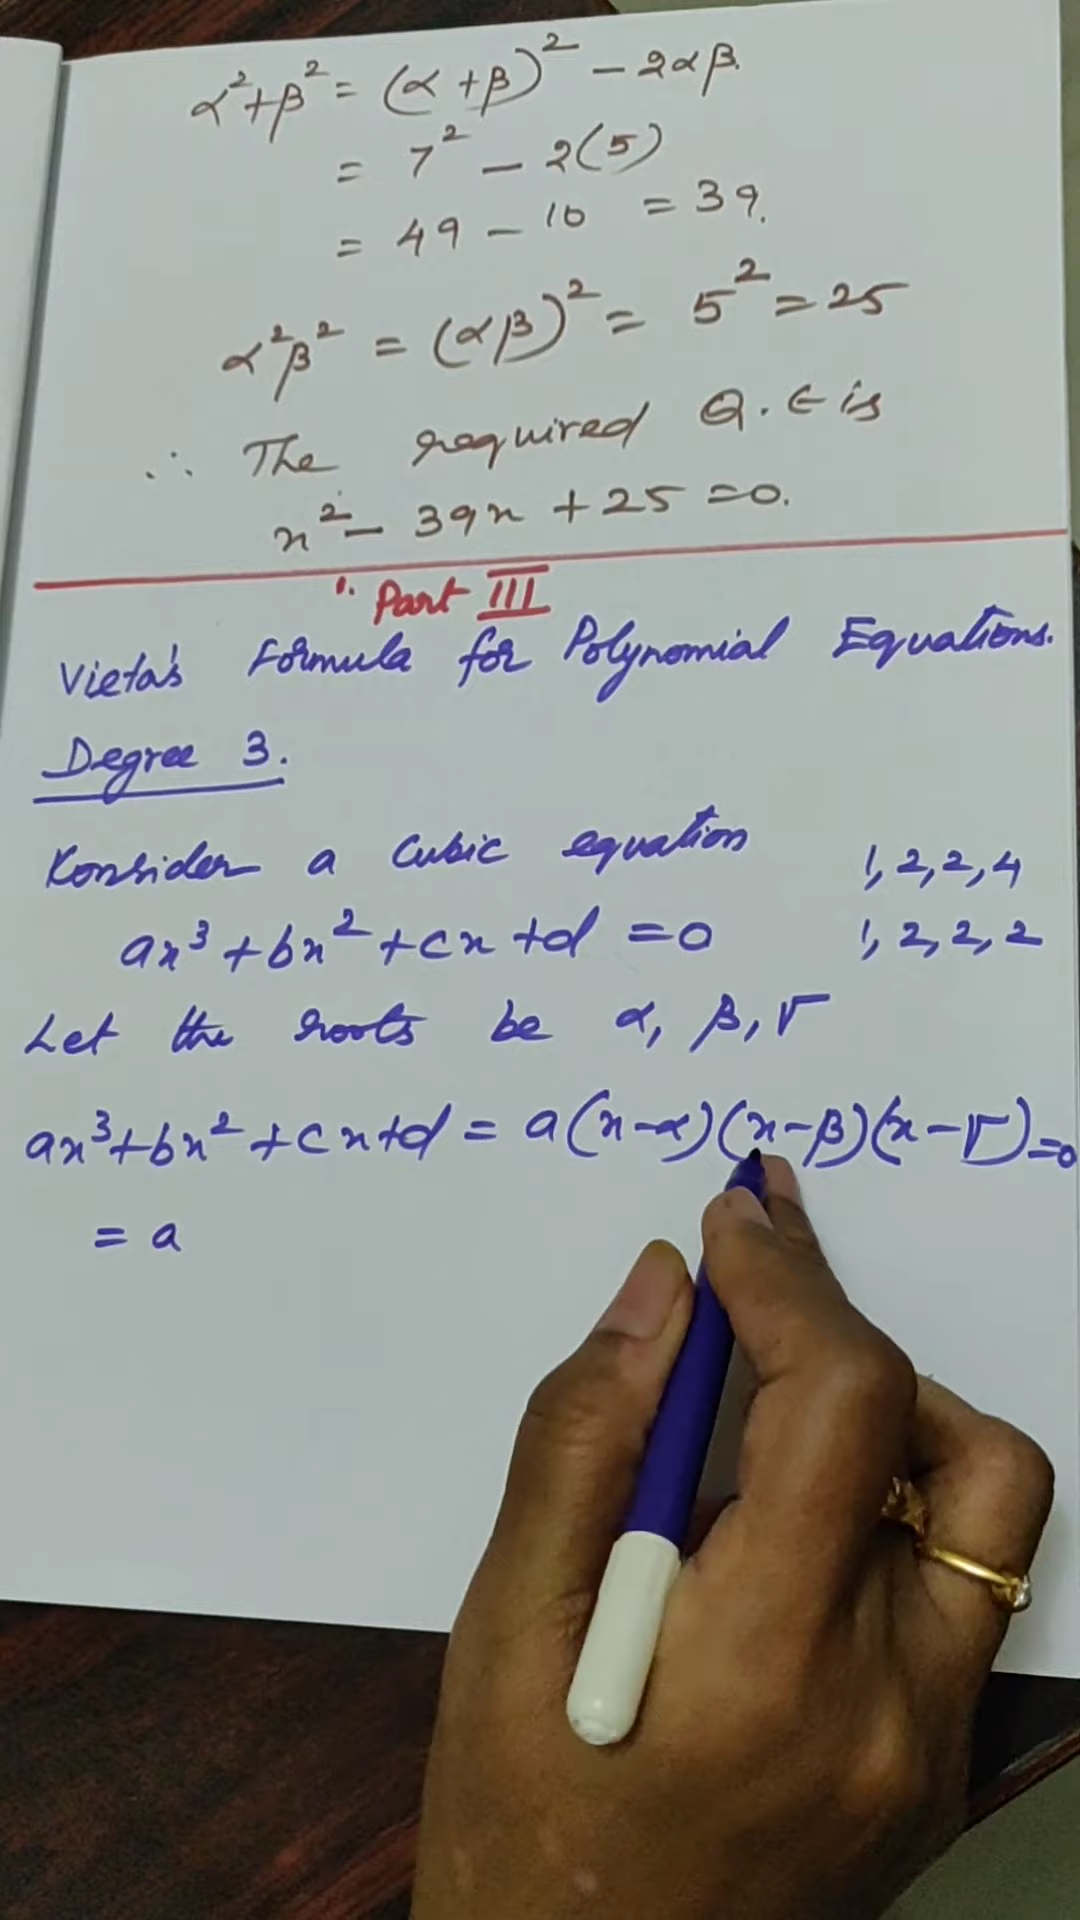 α²+β² = (α+β)² − 2αβ.
= 7² − 2(5)
= 49 − 10 = 39.
α²β² = (αβ)² = 5² = 25
∴ The required Q.E is
x² − 39x + 25 = 0.
Part III
Vieta's Formula for Polynomial Equations.
Degree 3.
Konsider a Cubic equation 1, 2, 2, 4
ax³ + bx² + cx + d = 0 1, 2, 2, 2
Let the roots be α, β, γ
ax³+bx²+cx+d = a(x−α)(x−β)(x−γ)=0
= a